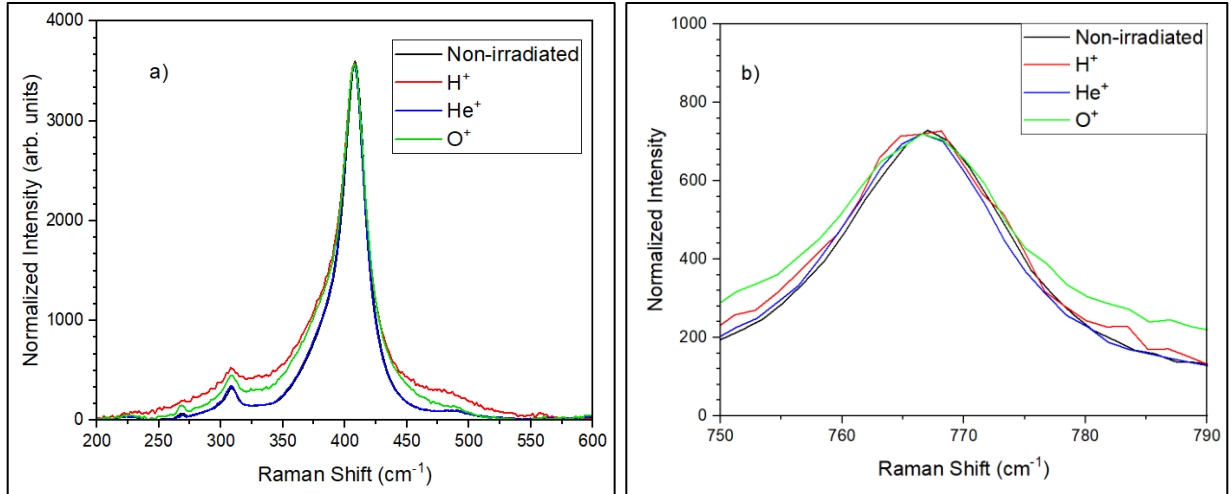 a)
Non-irradiated
H+
He+
O+
4000
3000
2000
1000
0
Normalized Intensity (arb. units)
200 250 300 350 400 450 500 550 600
Raman Shift (cm-1)
b)
Non-irradiated
H+
He+
O+
1000
800
600
400
200
0
Normalized Intensity
750 760 770 780 790
Raman Shift (cm-1)